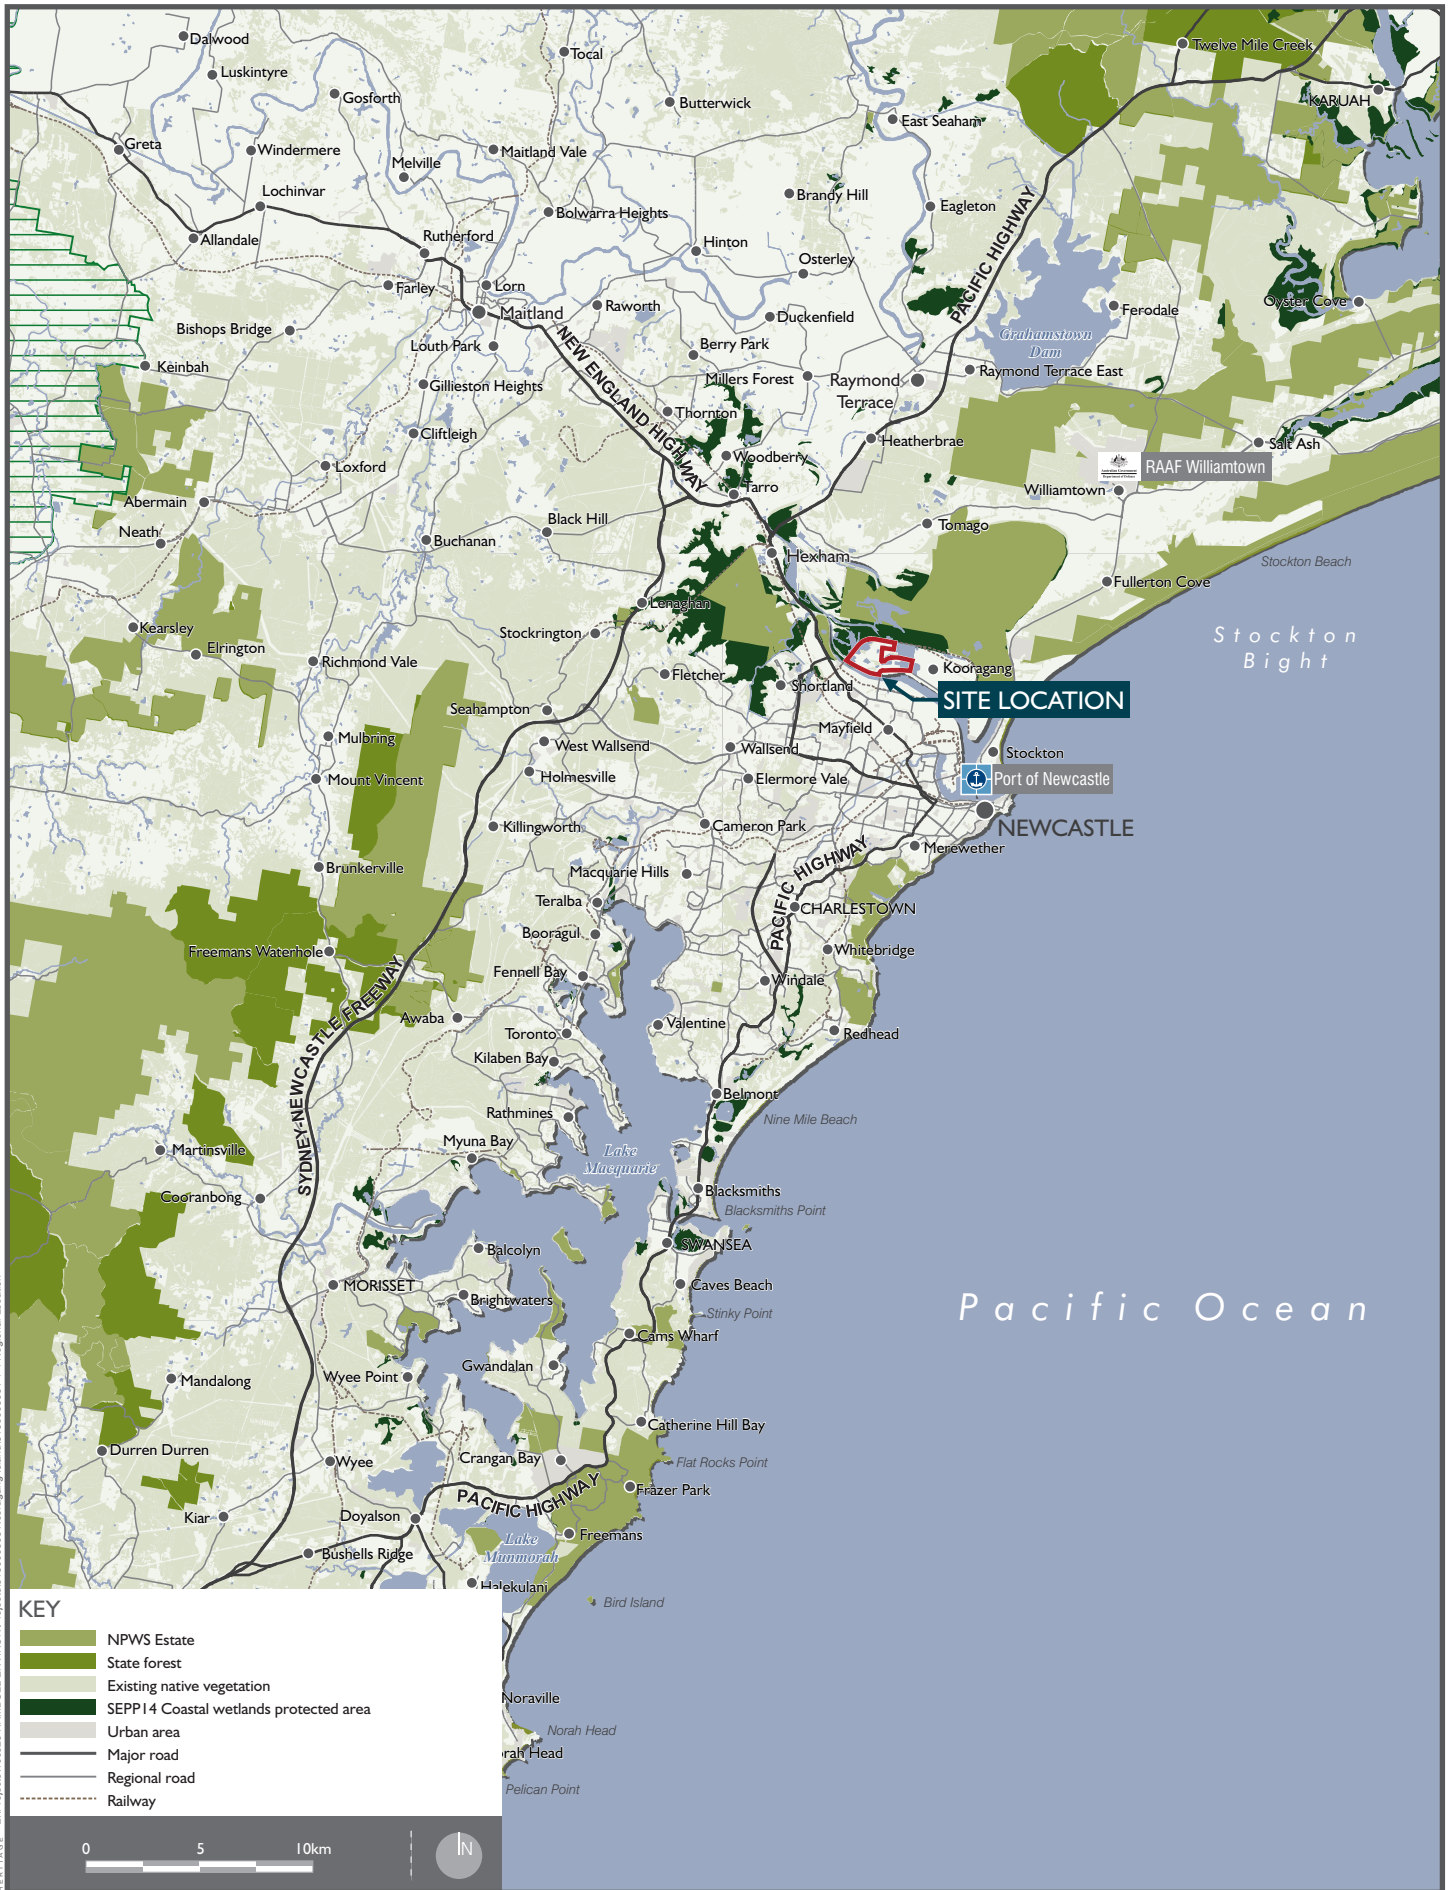 Dalwood
Tocal
Twelve Mile Creek
Luskintyre
Gosforth
Butterwick
KARUAH
East Seaham
Greta
Windermere
Maitland Vale
Melville
Lochinvar
Brandy Hill
Eagleton
Bolwarra Heights
PACIFIC HIGHWAY
Allandale
Rutherford
Hinton
Osterley
Farley
Lorn
Raworth
Oyster Cove
Ferodale
Maitland
Duckenfield
Bishops Bridge
Grahamstown
Dam
Louth Park
NEW ENGLAND HIGHWAY
Berry Park
Keinbah
Raymond Terrace East
Millers Forest
Raymond
Terrace
Gillieston Heights
Thornton
Cliftleigh
Heatherbrae
Salt Ash
Woodberry
Loxford
Australian Government
Department of Defence
RAAF Williamtown
Tarro
Williamtown
Abermain
Black Hill
Tomago
Neath
Buchanan
Hexham
Stockton Beach
Fullerton Cove
Lenaghan
Kearsley
Stockrington
Stockton
Bight
Elrington
Richmond Vale
Kooragang
Fletcher
Shortland
SITE LOCATION
Seahampton
Mayfield
Mulbring
West Wallsend
Wallsend
Stockton
Holmesville
Mount Vincent
Elermore Vale
Port of Newcastle
Killingworth
Cameron Park
NEWCASTLE
Merewether
PACIFIC HIGHWAY
Brunkerville
Macquarie Hills
Teralba
CHARLESTOWN
Booragul
Freemans Waterhole
Whitebridge
Fennell Bay
Windale
SYDNEY-NEWCASTLE FREEWAY
Awaba
Valentine
Toronto
Redhead
Kilaben Bay
Belmont
Rathmines
Nine Mile Beach
Myuna Bay
Martinsville
Lake
Macquarie
Cooranbong
Blacksmiths
Blacksmiths Point
SWANSEA
Balcolyn
MORISSET
Caves Beach
Brightwaters
Pacific Ocean
Stinky Point
Cams Wharf
Gwandalan
Wyee Point
Mandalong
Catherine Hill Bay
Durren Durren
Crangan Bay
Wyee
Flat Rocks Point
PACIFIC HIGHWAY
Frazer Park
Kiar
Doyalson
Freemans
Lake
Munmorah
Bushells Ridge
Halekulani
Bird Island
KEY
NPWS Estate
State forest
Existing native vegetation
SEPP14 Coastal wetlands protected area
Urban area
Major road
Regional road
Railway
Noraville
Norah Head
orah Head
Pelican Point
0 5 10km
N